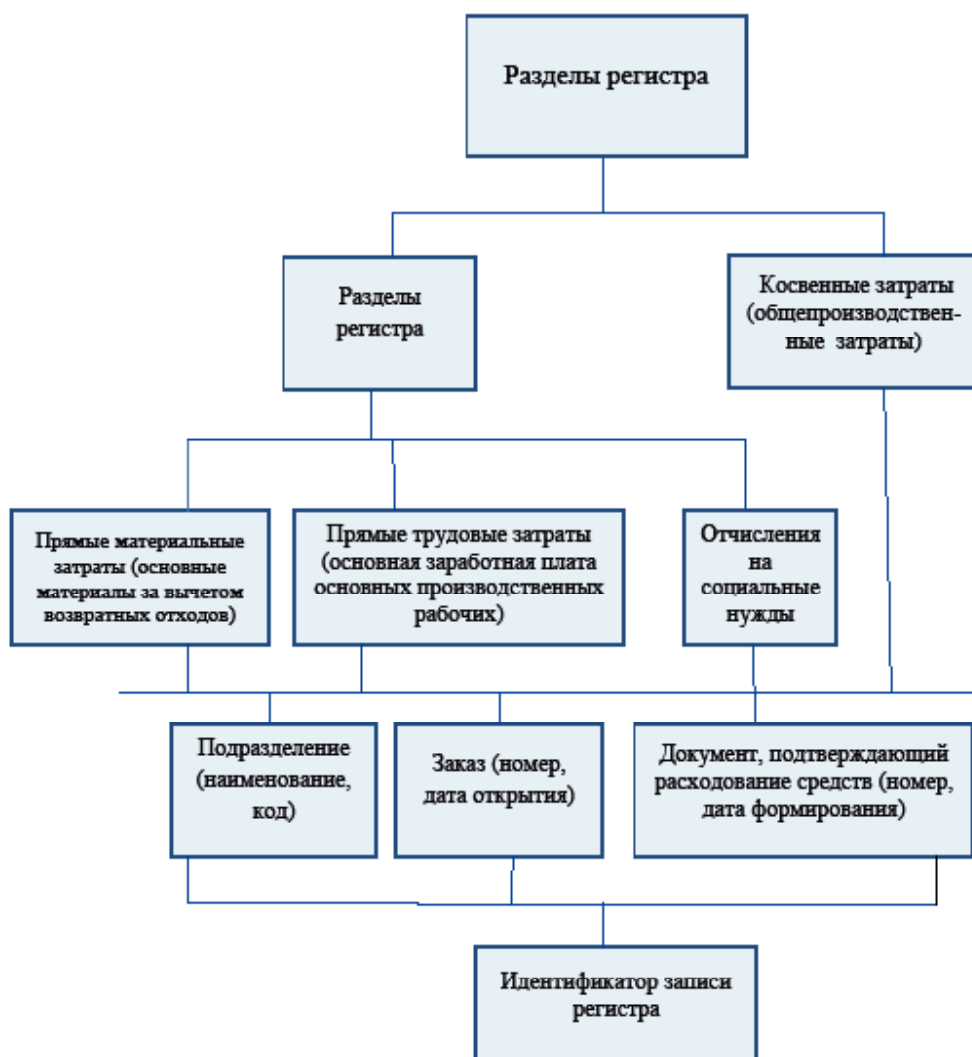 Разделы регистра
Разделы
регистра
Косвенные затраты
(общепроизводствен-
ные затраты)
Прямые материальные
затраты (основные
материалы за вычетом
возвратных отходов)
Прямые трудовые затраты
(основная заработная плата
основных производственных
рабочих)
Отчисления
на
социальные
нужды
Подразделение
(наименование,
код)
Заказ (номер,
дата открытия)
Документ, подтверждающий
расходование средств (номер,
дата формирования)
Идентификатор записи
регистра